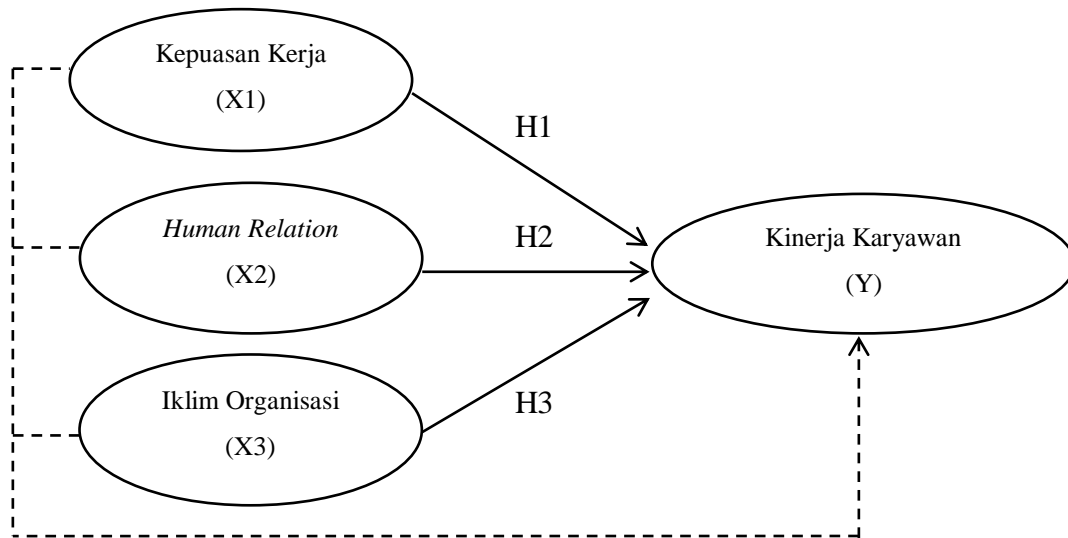 Kepuasan Kerja
(X1)
H1
Human Relation
(X2)
H2
Kinerja Karyawan
(Y)
Iklim Organisasi
(X3)
H3